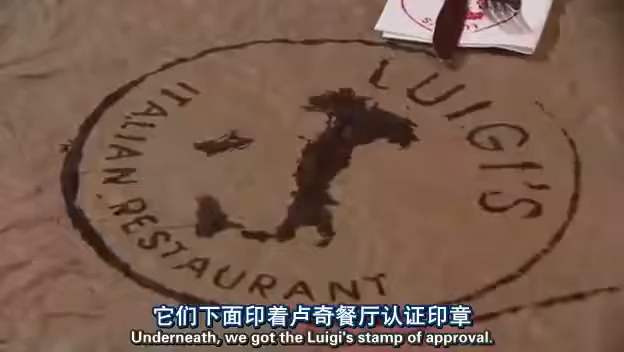 LUIGI'S
ITALIAN RESTAURANT
它们下面印着卢奇餐厅认证印章
Underneath, we got the Luigi's stamp of approval.